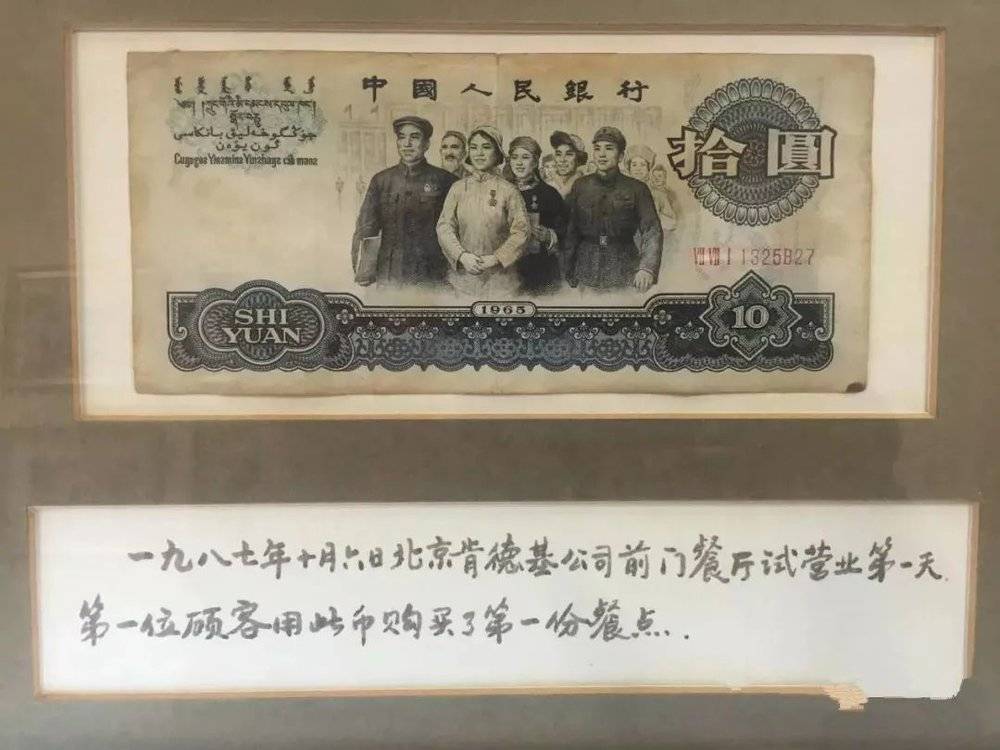 中國人民銀行
拾圓
ⅦⅧⅠ1325827
1965
SHI
YUAN
10
一九八七年十月六日北京肯德基公司前门餐厅试营业第一天.
第一位顾客用此币购买了第一份餐点.